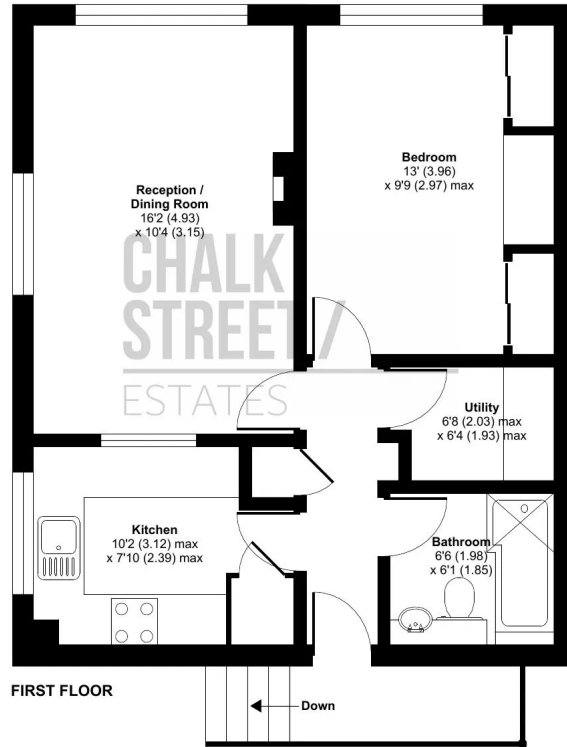 Bedroom
13' (3.96)
x 9'9 (2.97) max
Reception /
Dining Room
16'2 (4.93)
x 10'4 (3.15)
CHALK
STREET/
ESTATES
Utility
6'8 (2.03) max
x 6'4 (1.93) max
Kitchen
10'2 (3.12) max
x 7'10 (2.39) max
Bathroom
6'6 (1.98)
x 6'1 (1.85)
FIRST FLOOR
Down